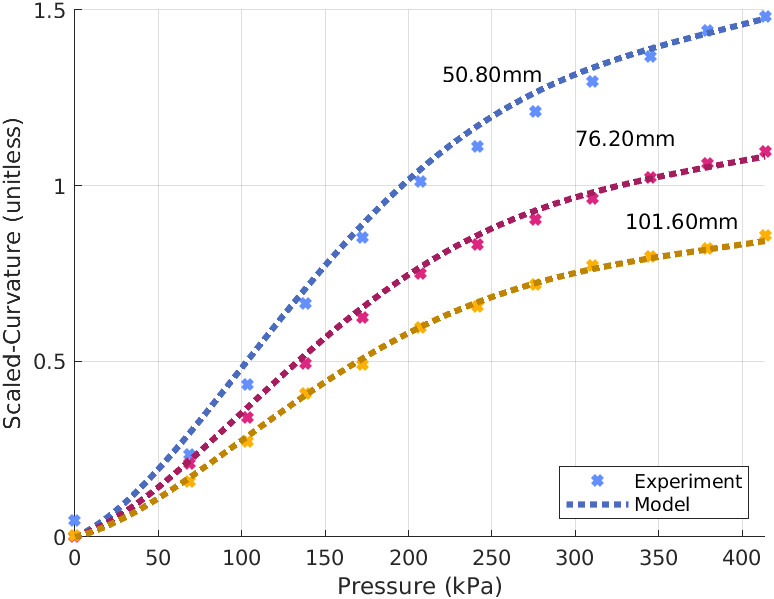 1.5
50.80mm
76.20mm
1
101.60mm
Scaled-Curvature (unitless)
0.5
Experiment
Model
0
0 50 100 150 200 250 300 350 400
Pressure (kPa)